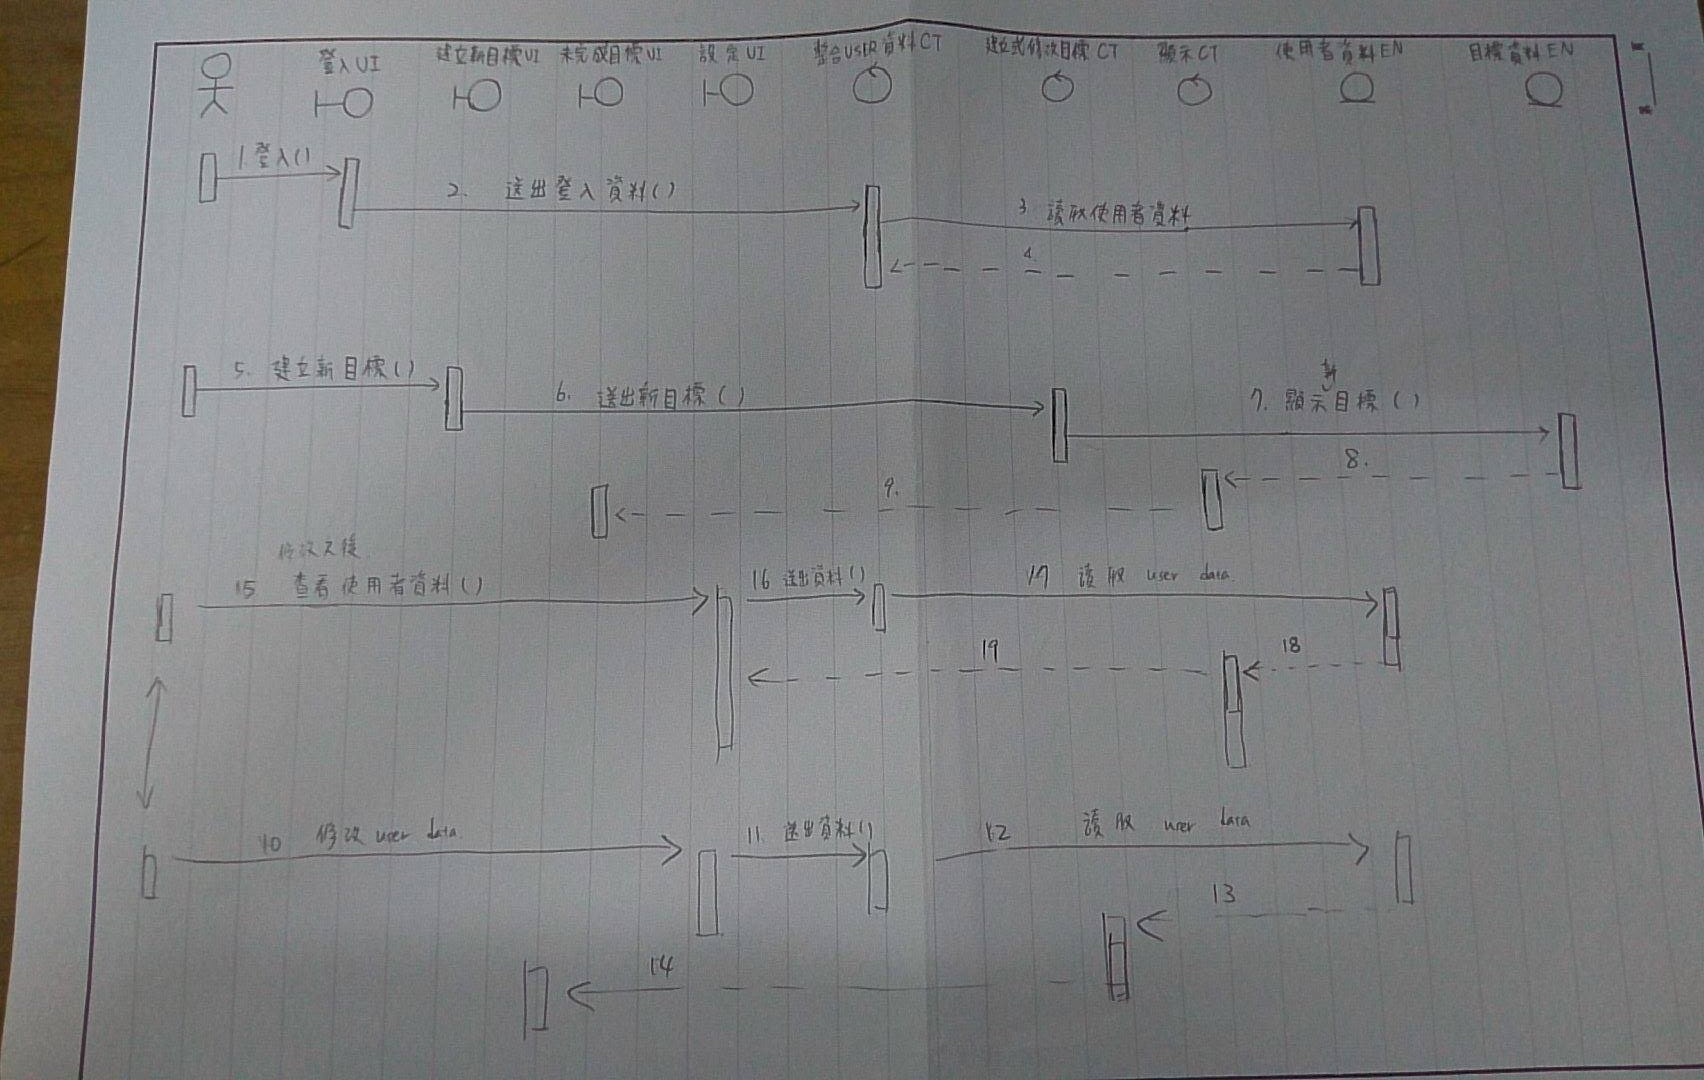 登入UI 建立新目標UI 未完成目標UI 設定UI 整合USER資料CT 建立或修改目標CT 顯示CT 使用者資料EN 目標資料EN
1.登入()
2. 送出登入資料()
3 讀取使用者資料
4.
5. 建立新目標()
6. 送出新目標()
新
7. 顯示目標()
8.
9.
修改之後
15 查看使用者資料()
16 送出資料()
17 讀取 user data.
18
19
10 修改 user data
11. 送出資料()
12 讀取 user data
13
14